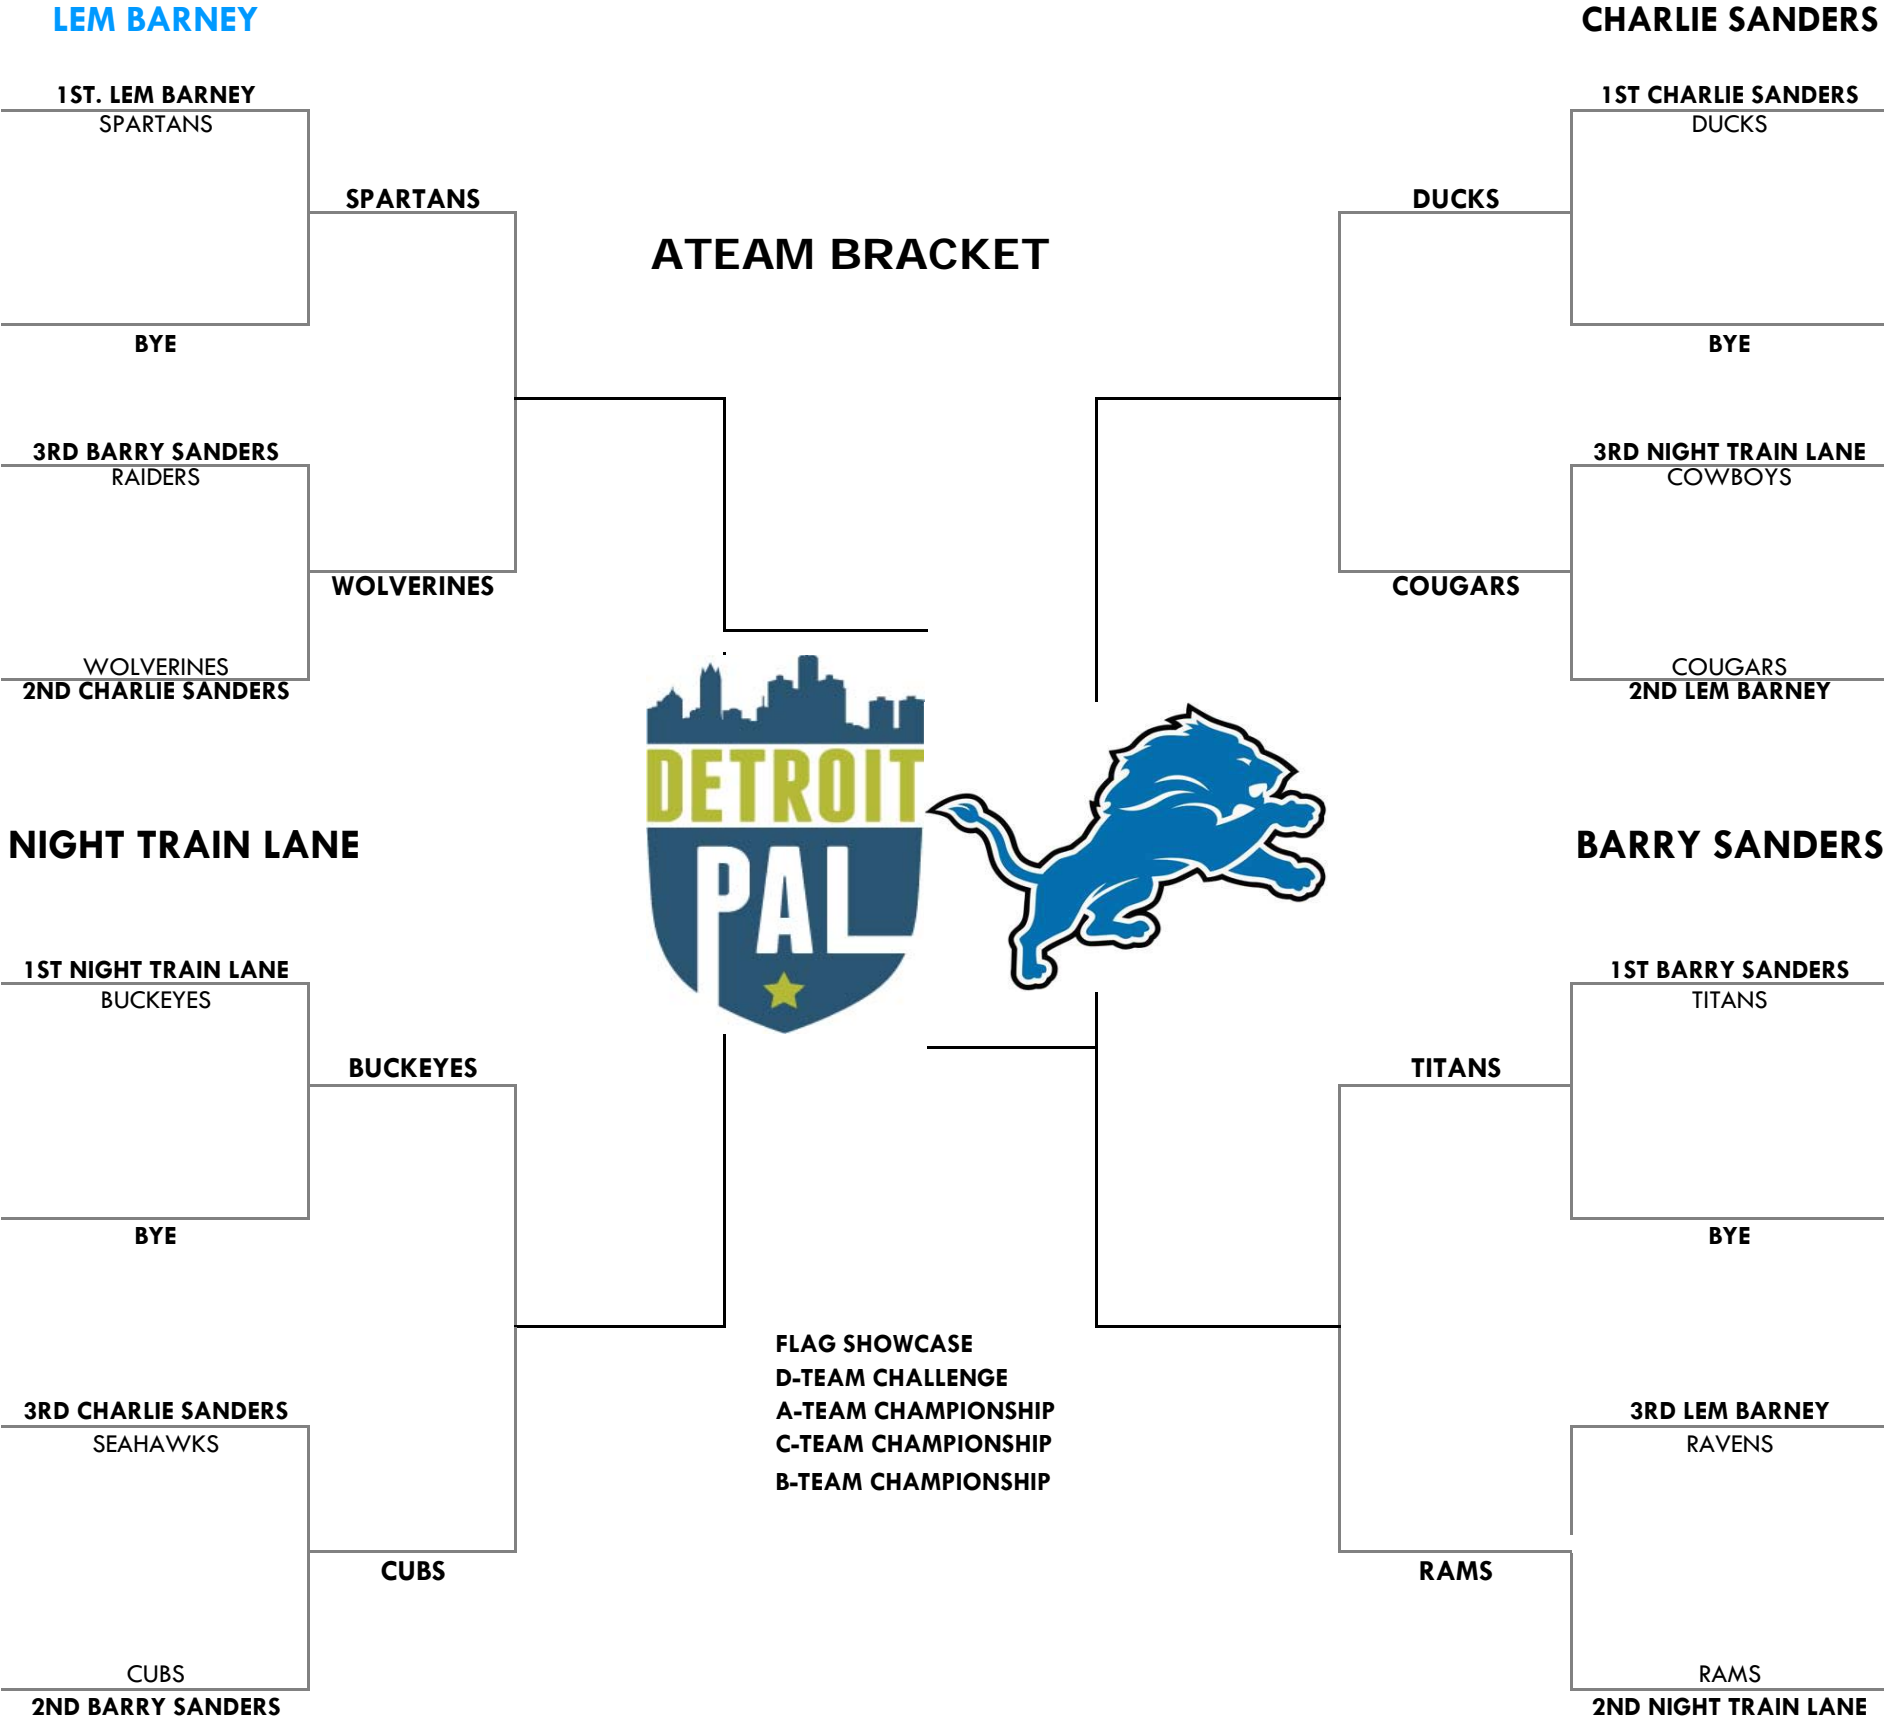 LEM BARNEY
CHARLIE SANDERS
1ST. LEM BARNEY
SPARTANS
1ST CHARLIE SANDERS
DUCKS
SPARTANS
DUCKS
ATEAM BRACKET
BYE
BYE
3RD BARRY SANDERS
RAIDERS
3RD NIGHT TRAIN LANE
COWBOYS
WOLVERINES
COUGARS
WOLVERINES
2ND CHARLIE SANDERS
COUGARS
2ND LEM BARNEY
DETROIT
PAL
NIGHT TRAIN LANE
BARRY SANDERS
1ST NIGHT TRAIN LANE
BUCKEYES
1ST BARRY SANDERS
TITANS
BUCKEYES
TITANS
BYE
BYE
FLAG SHOWCASE
D-TEAM CHALLENGE
A-TEAM CHAMPIONSHIP
C-TEAM CHAMPIONSHIP
B-TEAM CHAMPIONSHIP
3RD CHARLIE SANDERS
SEAHAWKS
3RD LEM BARNEY
RAVENS
CUBS
RAMS
CUBS
2ND BARRY SANDERS
RAMS
2ND NIGHT TRAIN LANE